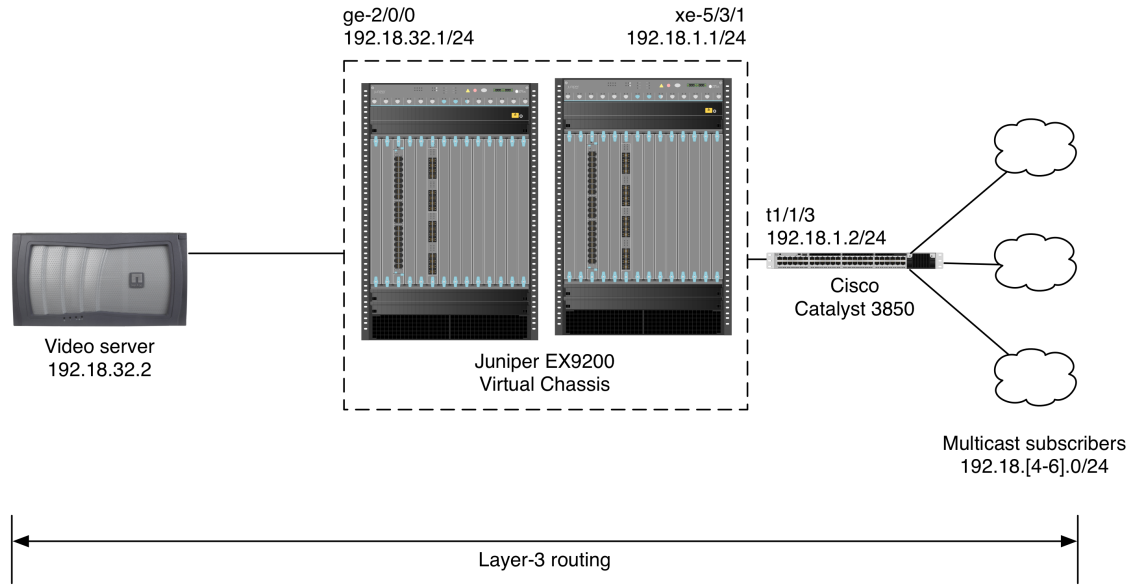 ge-2/0/0
192.18.32.1/24
xe-5/3/1
192.18.1.1/24
t1/1/3
192.18.1.2/24
Cisco
Catalyst 3850
Video server
192.18.32.2
Juniper EX9200
Virtual Chassis
Multicast subscribers
192.18.[4-6].0/24
Layer-3 routing